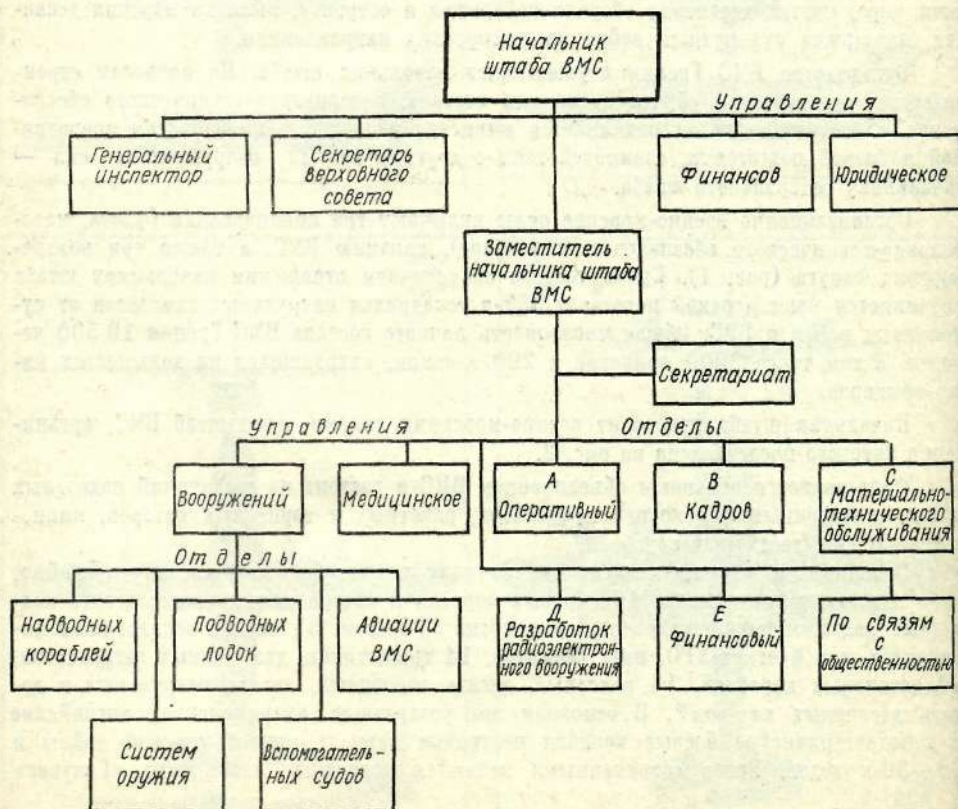 Начальник
штаба ВМС
Управления
Генеральный
инспектор
Секретарь
верховного
совета
Финансов
Юридическое
Заместитель
начальника штаба
ВМС
Секретариат
Управления
Отделы
Вооружений
Медицинское
А
Оперативный
В
кадров
С
Материально-
технического
обслуживания
Отделы
Надводных
кораблей
Подводных
лодок
Авиации
ВМС
Д
Разработок
радиоэлектрон-
ного вооружения
Е
Финансовый
По связям
с
общественностью
Систем
оружия
Вспомогатель-
ных судов